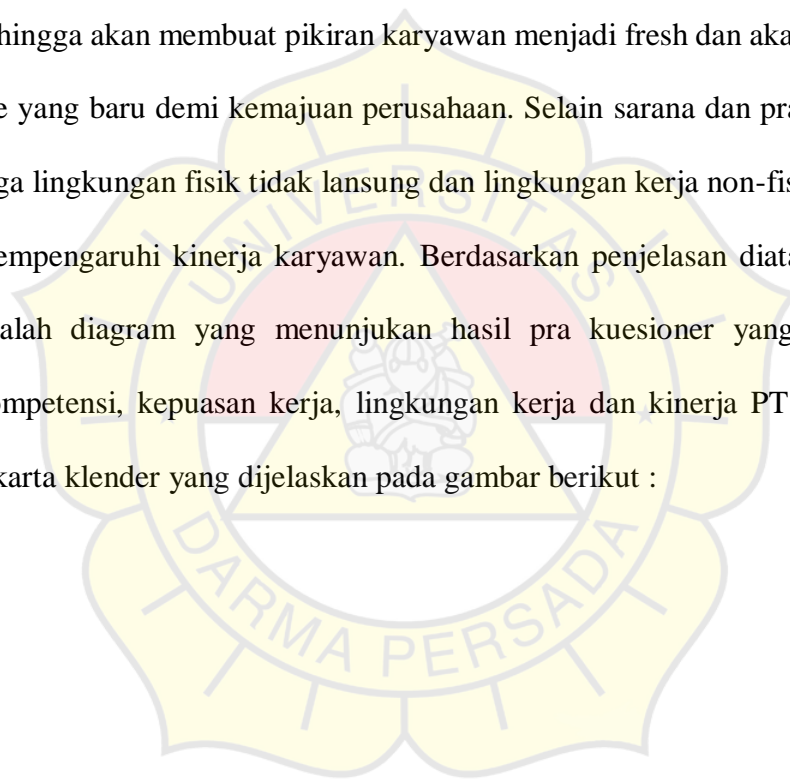 hingga akan membuat pikiran karyawan menjadi fresh dan aka
e yang baru demi kemajuan perusahaan. Selain sarana dan pra
ga lingkungan fisik tidak lansung dan lingkungan kerja non-fis
empengaruhi kinerja karyawan. Berdasarkan penjelasan diata
alah diagram yang menunjukan hasil pra kuesioner yang
ompetensi, kepuasan kerja, lingkungan kerja dan kinerja PT
karta klender yang dijelaskan pada gambar berikut :
UNIVERSITAS
DARMA PERSADA